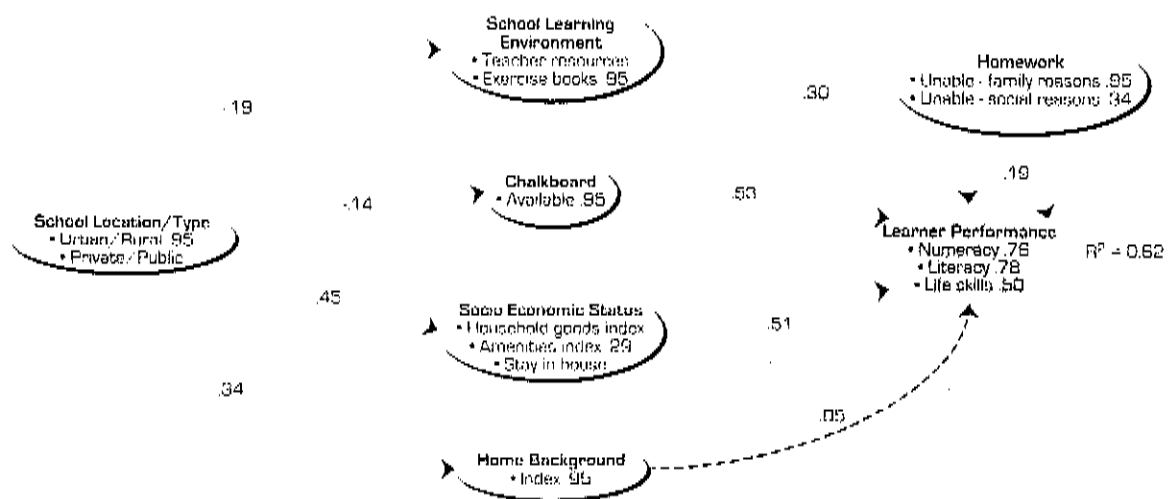 School Learning
Environment
• Teacher resources
• Exercise books .95
Homework
• Unable - family reasons .95
• Unable - social reasons .34
-.19
.30
.19
Chalkboard
• Available .95
-.14
.53
School Location/Type
• Urban/Rural .95
• Private/Public
Learner Performance
• Numeracy .76
• Literacy .78
• Life skills .50
R² = 0.62
.45
Socio Economic Status
• Household goods index
• Amenities index .29
• Stay in house
.51
.34
.05
Home Background
• Index .95